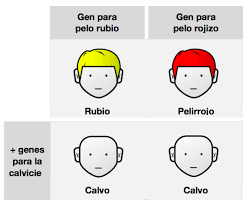 Gen para
pelo rubio
Gen para
pelo rojizo
Rubio
Pelirrojo
+ genes
para la
calvicie
Calvo
Calvo